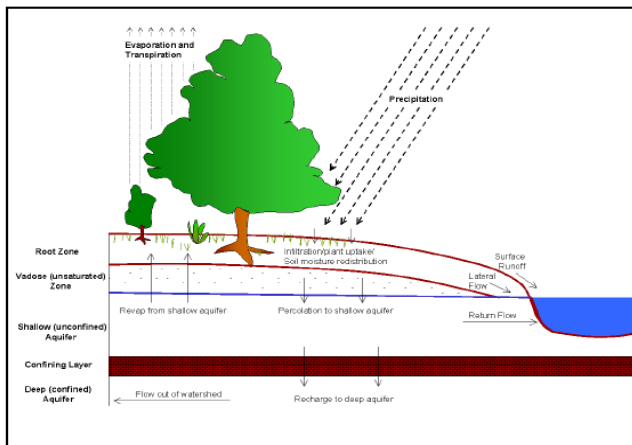 Evaporation and
Transpiration
Precipitation
Root Zone
Infiltration/plant uptake/
Soil moisture redistribution
Surface
Runoff
Vadose (unsaturated)
Zone
Lateral
Flow
Revap from shallow aquifer
Percolation to shallow aquifer
Return Flow
Shallow (unconfined)
Aquifer
Confining Layer
Deep (confined)
Aquifer
Flow out of watershed
Recharge to deep aquifer